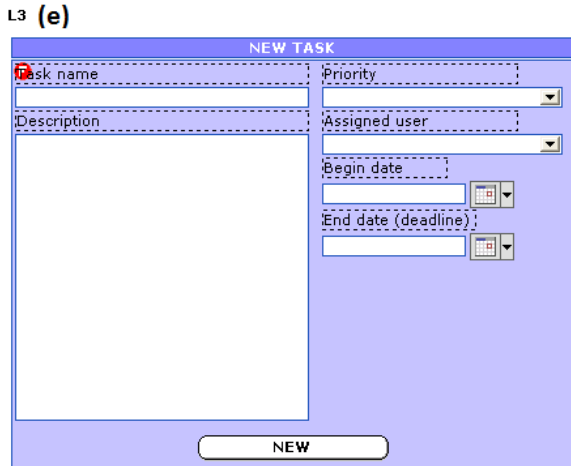 L3 (e)
NEW TASK
Task name
Priority
Description
Assigned user
Begin date
End date (deadline)
NEW